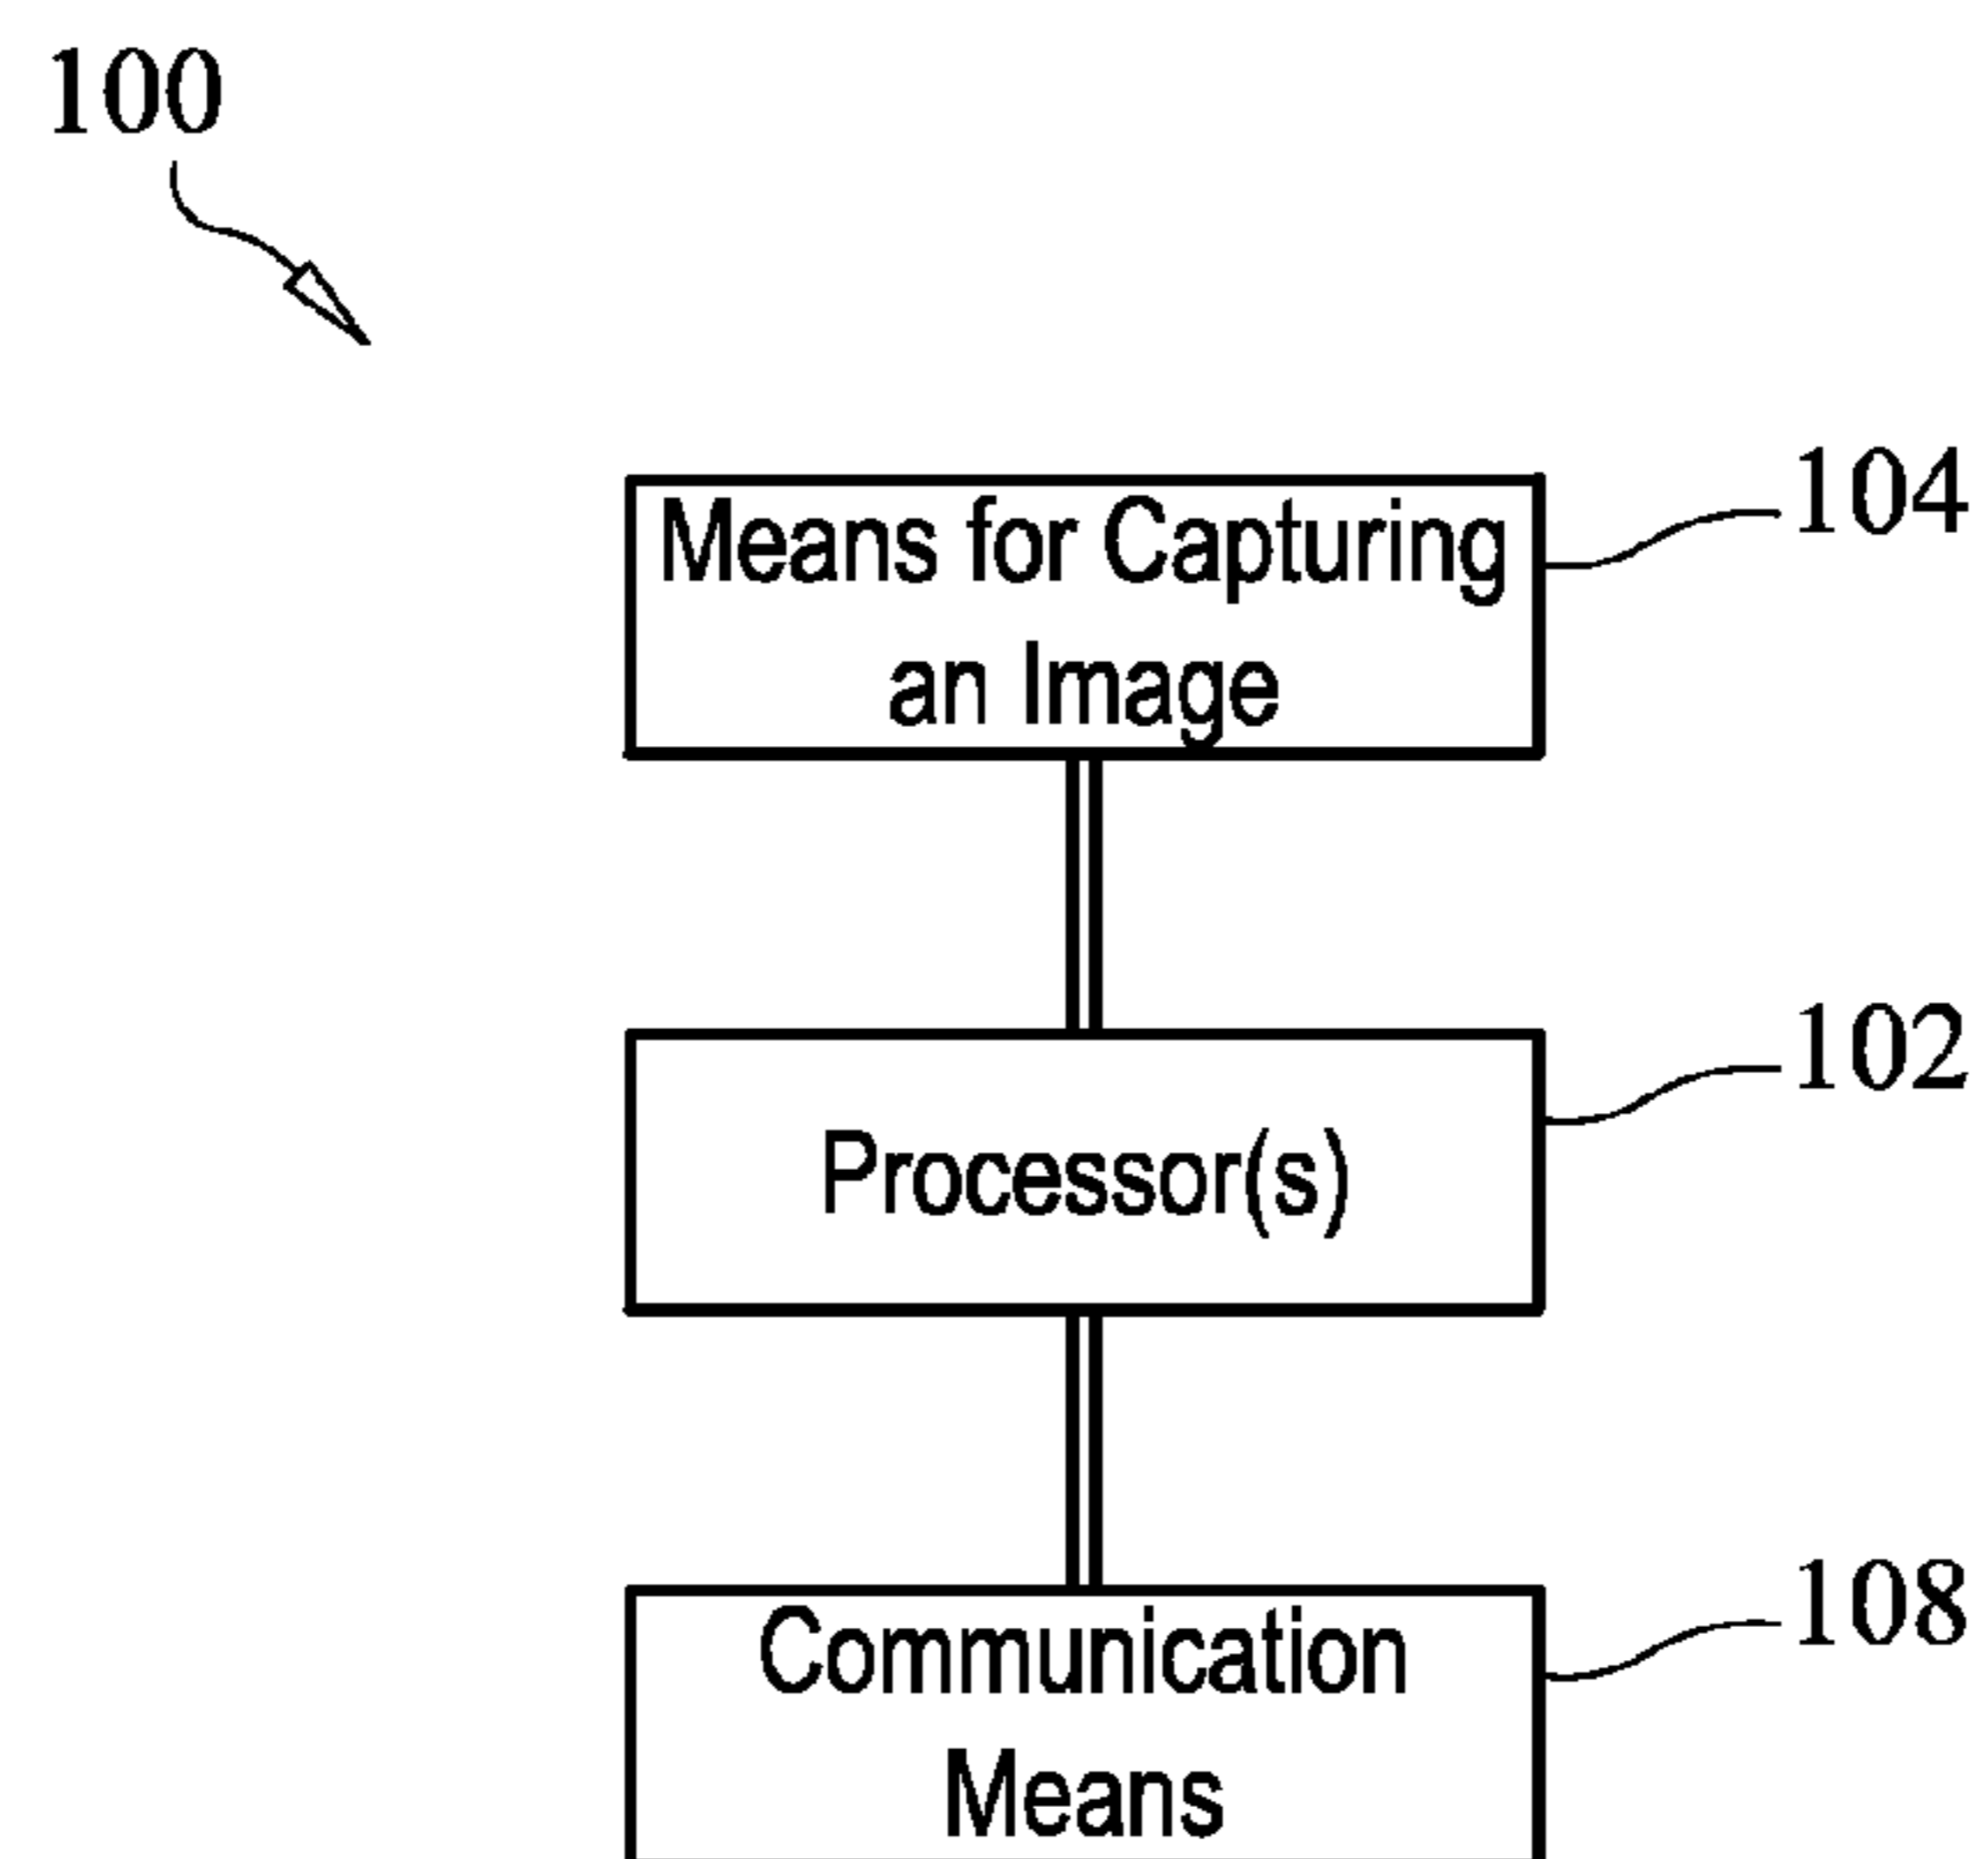 100
Means for Capturing
an Image
104
Processor(s)
102
Communication
Means
108